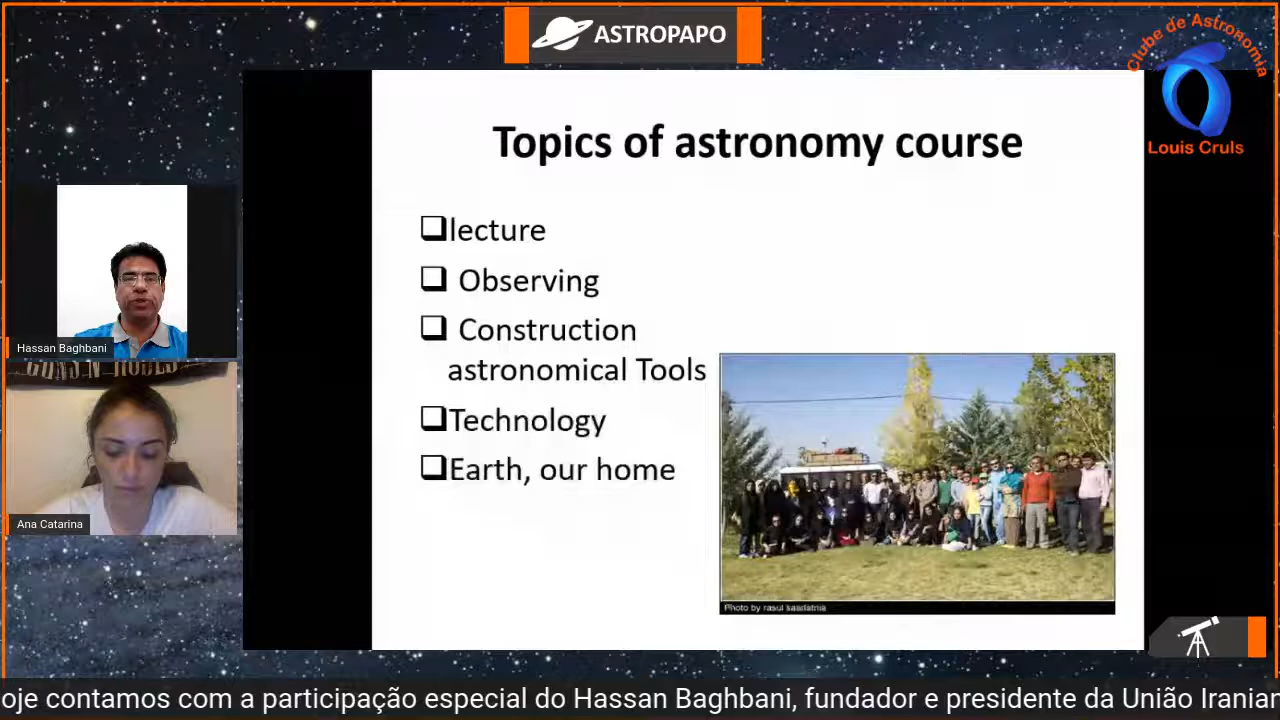 ASTROPAPO
Clube de Astronomia
Louis Cruls
Topics of astronomy course
lecture
Observing
Construction
astronomical Tools
Technology
Earth, our home
Photo by rasul saadatnia
Hassan Baghbani
GUNS N' ROSES
Ana Catarina
oje contamos com a participação especial do Hassan Baghbani, fundador e presidente da União Iranian